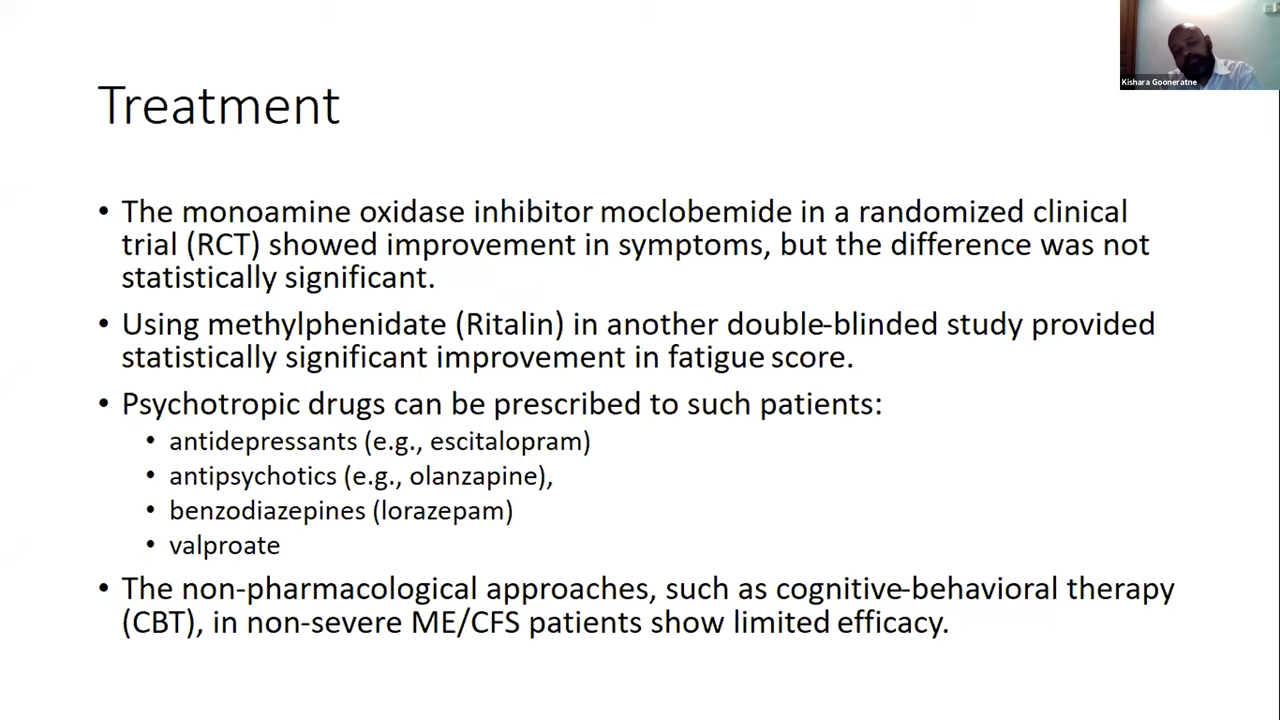 Kishara Gooneratne
Treatment
• The monoamine oxidase inhibitor moclobemide in a randomized clinical
trial (RCT) showed improvement in symptoms, but the difference was not
statistically significant.
• Using methylphenidate (Ritalin) in another double-blinded study provided
statistically significant improvement in fatigue score.
• Psychotropic drugs can be prescribed to such patients:
• antidepressants (e.g., escitalopram)
• antipsychotics (e.g., olanzapine),
• benzodiazepines (lorazepam)
• valproate
• The non-pharmacological approaches, such as cognitive-behavioral therapy
(CBT), in non-severe ME/CFS patients show limited efficacy.